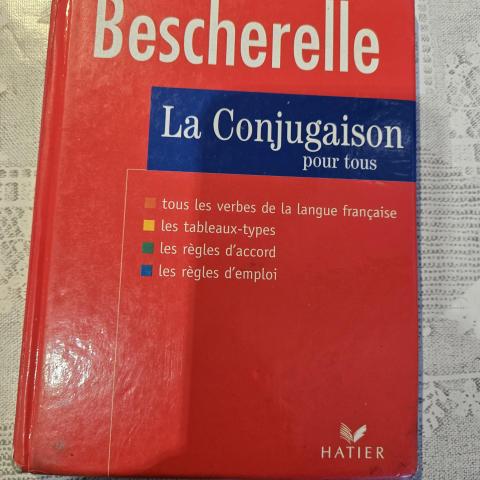 Bescherelle
La Conjugaison
pour tous
tous les verbes de la langue française
les tableaux-types
les règles d'accord
les règles d'emploi
HATIER